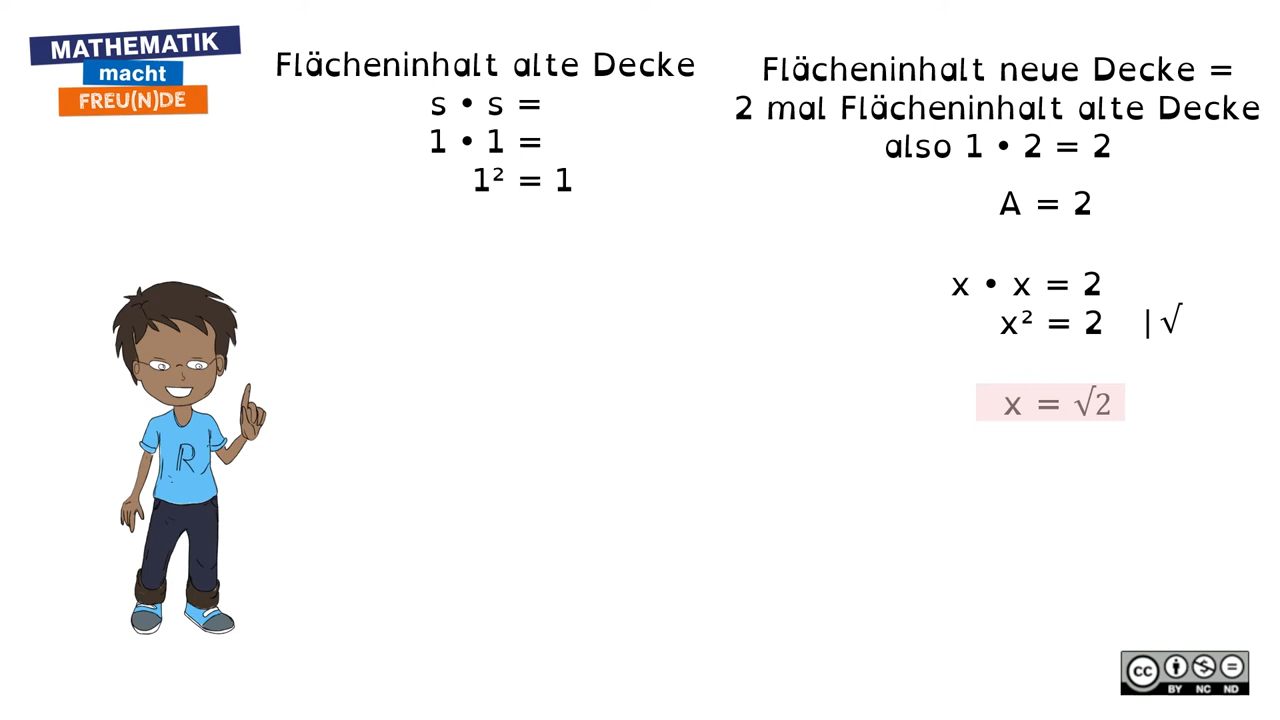 MATHEMATIK
macht
FREU(N)DE
Flächeninhalt alte Decke
s • s =
1 • 1 =
1² = 1
Flächeninhalt neue Decke =
2 mal Flächeninhalt alte Decke
also 1 • 2 = 2
A = 2
x • x = 2
x² = 2 |√
x = √2
R
cc
BY NC ND